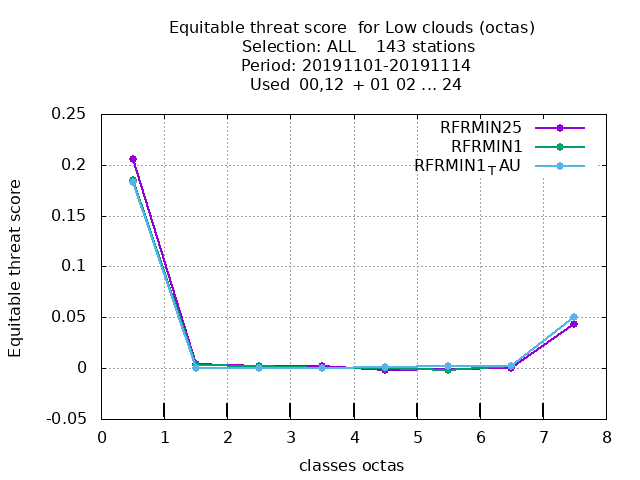 Equitable threat score for Low clouds (octas)
Selection: ALL 143 stations
Period: 20191101-20191114
Used 00,12 + 01 02 ... 24
RFRMIN25
RFRMIN1
RFRMIN1TAU
Equitable threat score
0.25
0.2
0.15
0.1
0.05
0
-0.05
0 1 2 3 4 5 6 7 8
classes octas